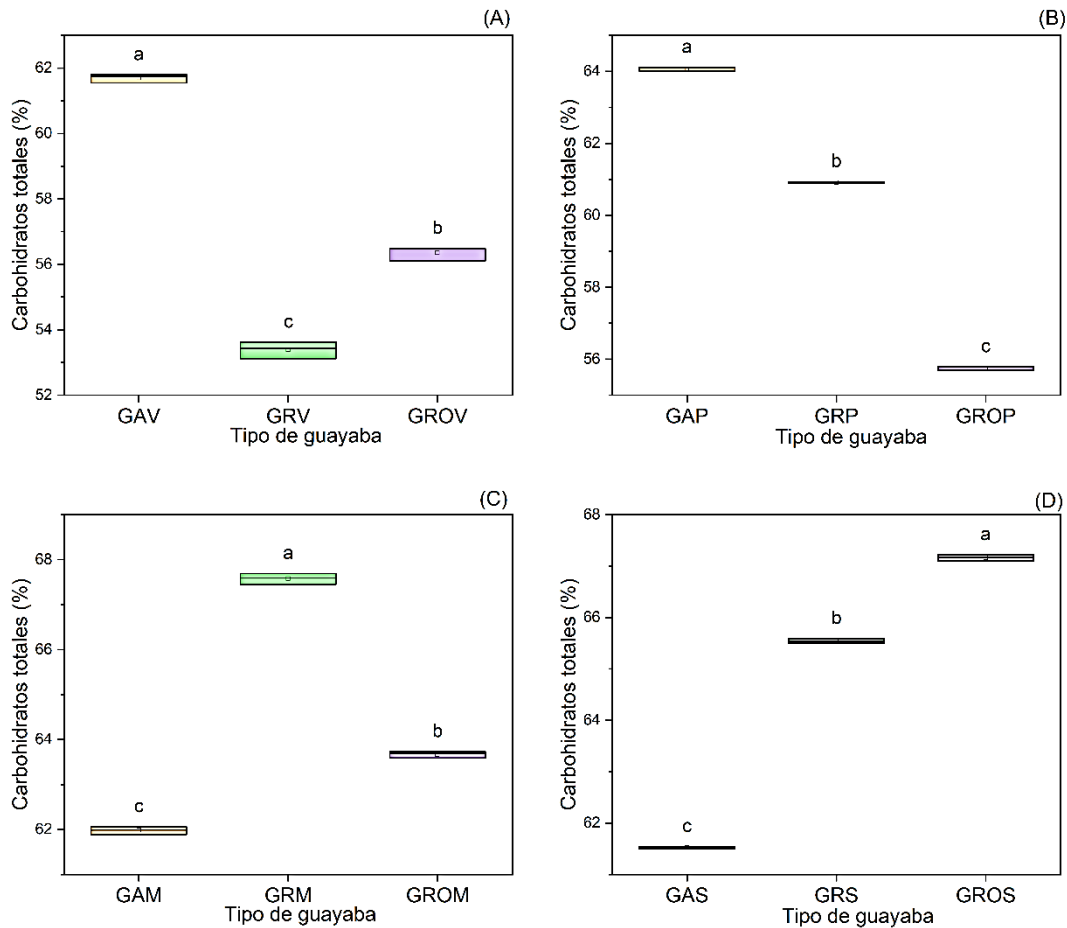 (A)
Carbohidratos totales (%)
62
60
58
56
54
52
a
c
b
GAV GRV GROV
Tipo de guayaba
(B)
Carbohidratos totales (%)
64
62
60
58
56
a
b
c
GAP GRP GROP
Tipo de guayaba
(C)
Carbohidratos totales (%)
68
66
64
62
c
a
b
GAM GRM GROM
Tipo de guayaba
(D)
Carbohidratos totales (%)
68
66
64
62
c
b
a
GAS GRS GROS
Tipo de guayaba